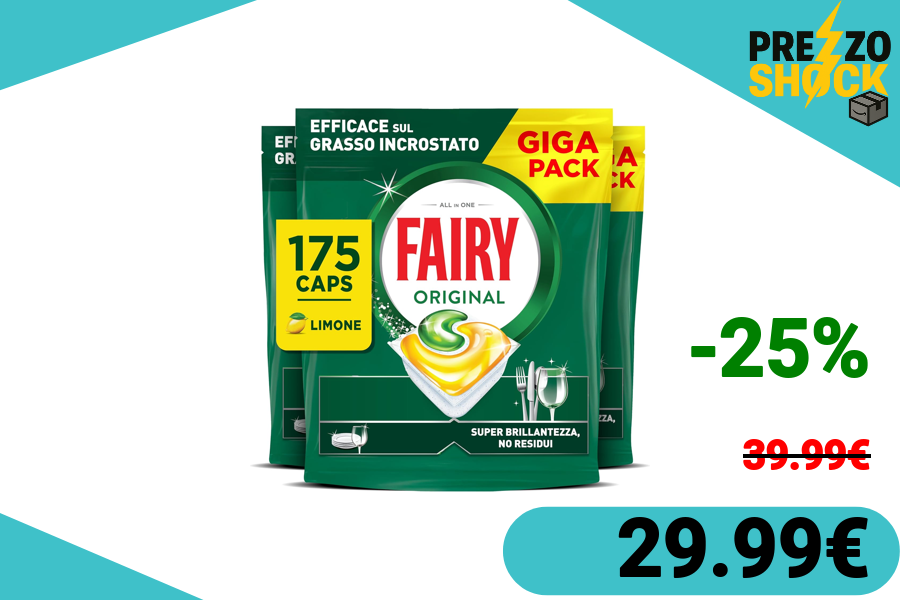 PREZZO
SHOCK
EFFICACE SUL
GRASSO INCROSTATO
GIGA
PACK
ALL IN ONE
FAIRY
ORIGINAL
175
CAPS
LIMONE
SUPER BRILLANTEZZA,
NO RESIDUI
-25%
39.99€
29.99€